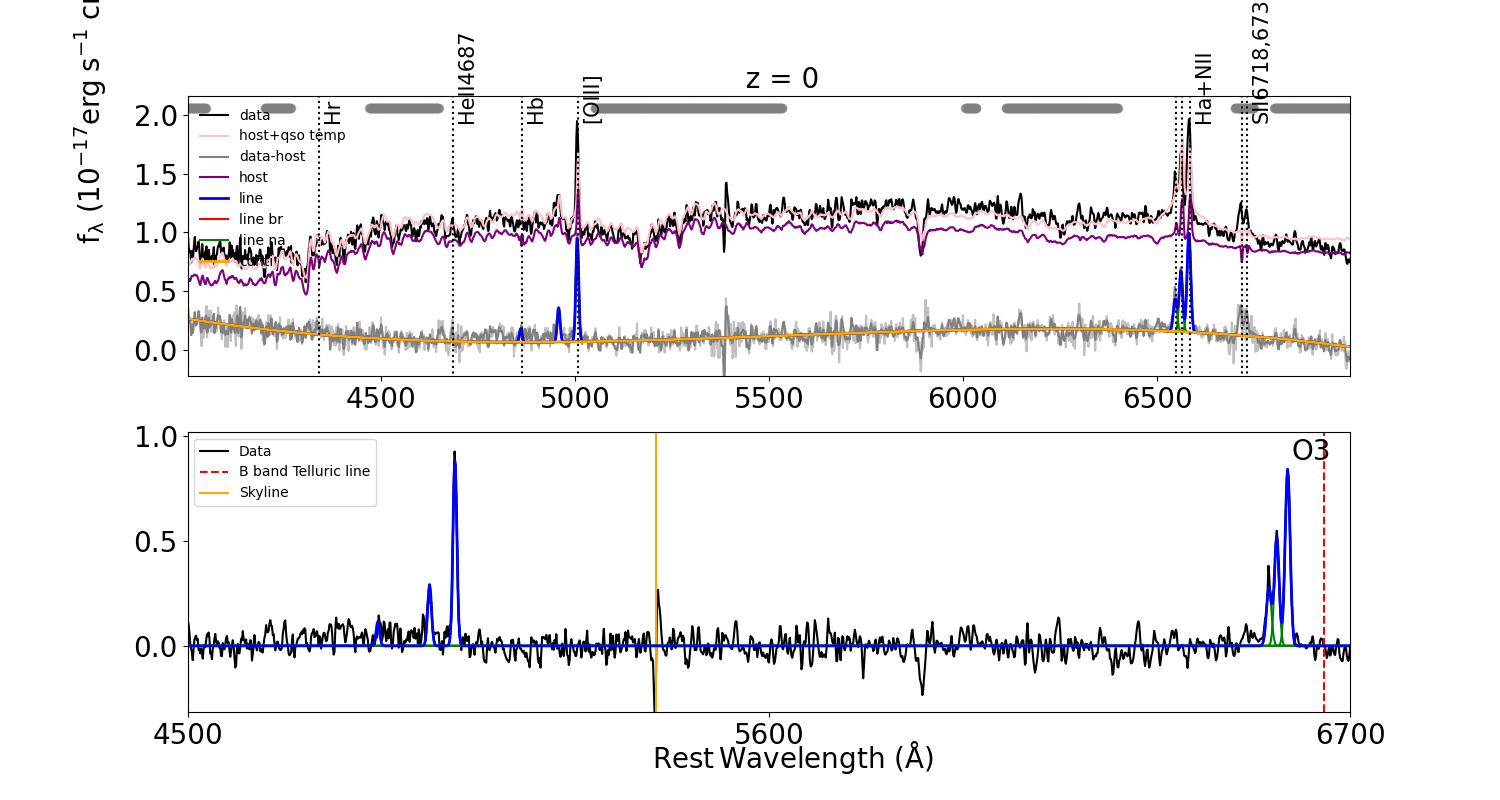 z = 0
f_λ (10⁻¹⁷erg s⁻¹
Hr
HeII4687
Hb
[OIII]
Ha+NII
SII6718,673
data
host+qso temp
data-host
host
line
line br
line na
2.0
1.5
1.0
0.5
0.0
4500 5000 5500 6000 6500
Data
B band Telluric line
Skyline
O3
1.0
0.5
0.0
4500 5600 6700
Rest Wavelength (Å)